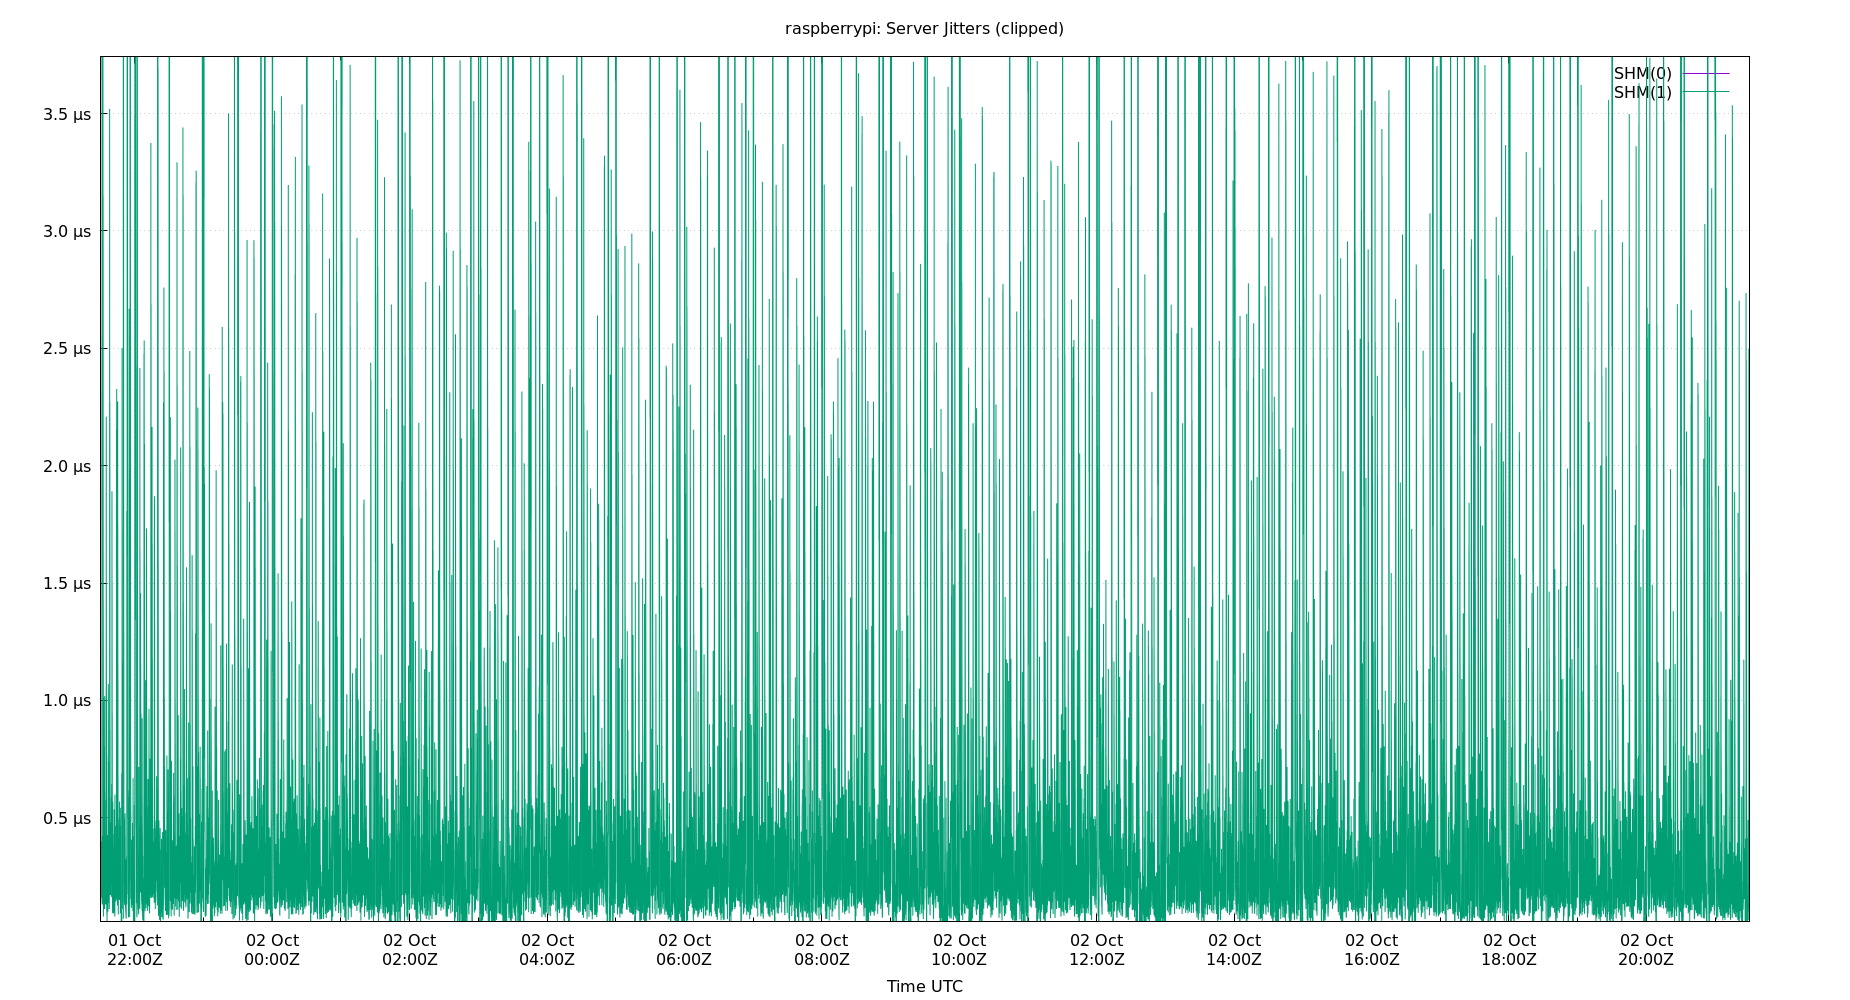 raspberrypi: Server Jitters (clipped)
SHM(0)
SHM(1)
3.5 µs
3.0 µs
2.5 µs
2.0 µs
1.5 µs
1.0 µs
0.5 µs
01 Oct 02 Oct 02 Oct 02 Oct 02 Oct 02 Oct 02 Oct 02 Oct 02 Oct 02 Oct 02 Oct 02 Oct
22:00Z 00:00Z 02:00Z 04:00Z 06:00Z 08:00Z 10:00Z 12:00Z 14:00Z 16:00Z 18:00Z 20:00Z
Time UTC